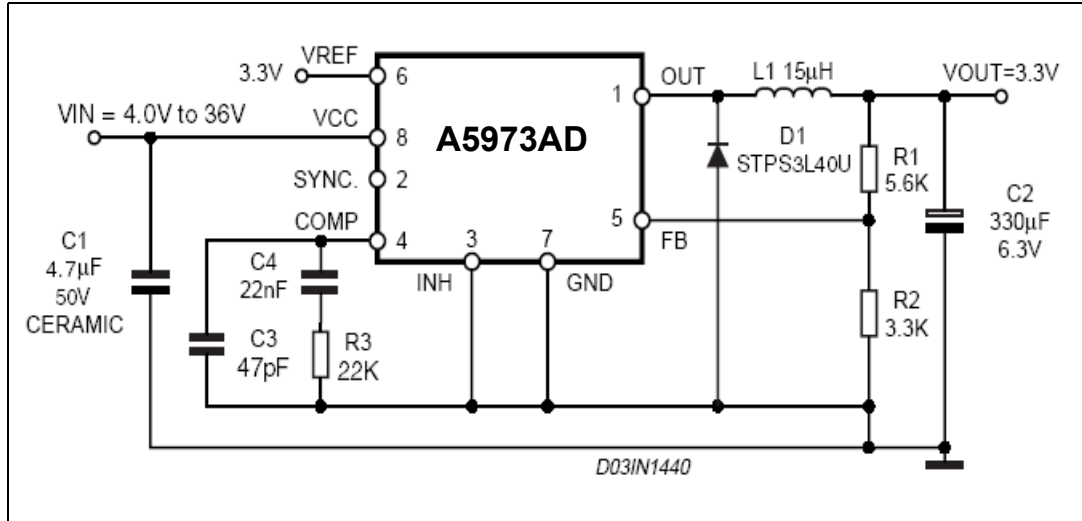 VREF
3.3V
6
OUT
L1 15μH
VOUT=3.3V
1
VIN = 4.0V to 36V
VCC
8
A5973AD
D1
STPS3L40U
R1
5.6K
SYNC.
2
C2
330μF
6.3V
COMP
4
3
7
5
FB
C1
4.7μF
50V
CERAMIC
C4
22nF
INH
GND
R2
3.3K
C3
47pF
R3
22K
D03IN1440